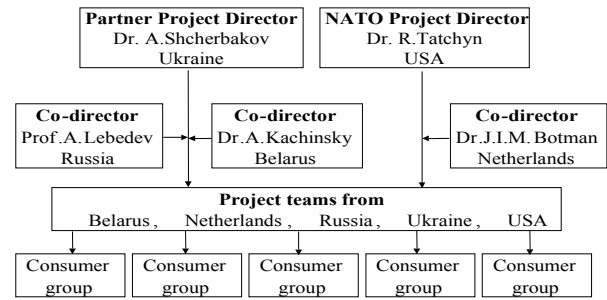 Partner Project Director
Dr. A.Shcherbakov
Ukraine
NATO Project Director
Dr. R.Tatchyn
USA
Co-director
Prof.A.Lebedev
Russia
Co-director
Dr.A.Kachinsky
Belarus
Co-director
Dr.J.I.M. Botman
Netherlands
Project teams from
Belarus , Netherlands , Russia , Ukraine , USA
Consumer
group
Consumer
group
Consumer
group
Consumer
group
Consumer
group